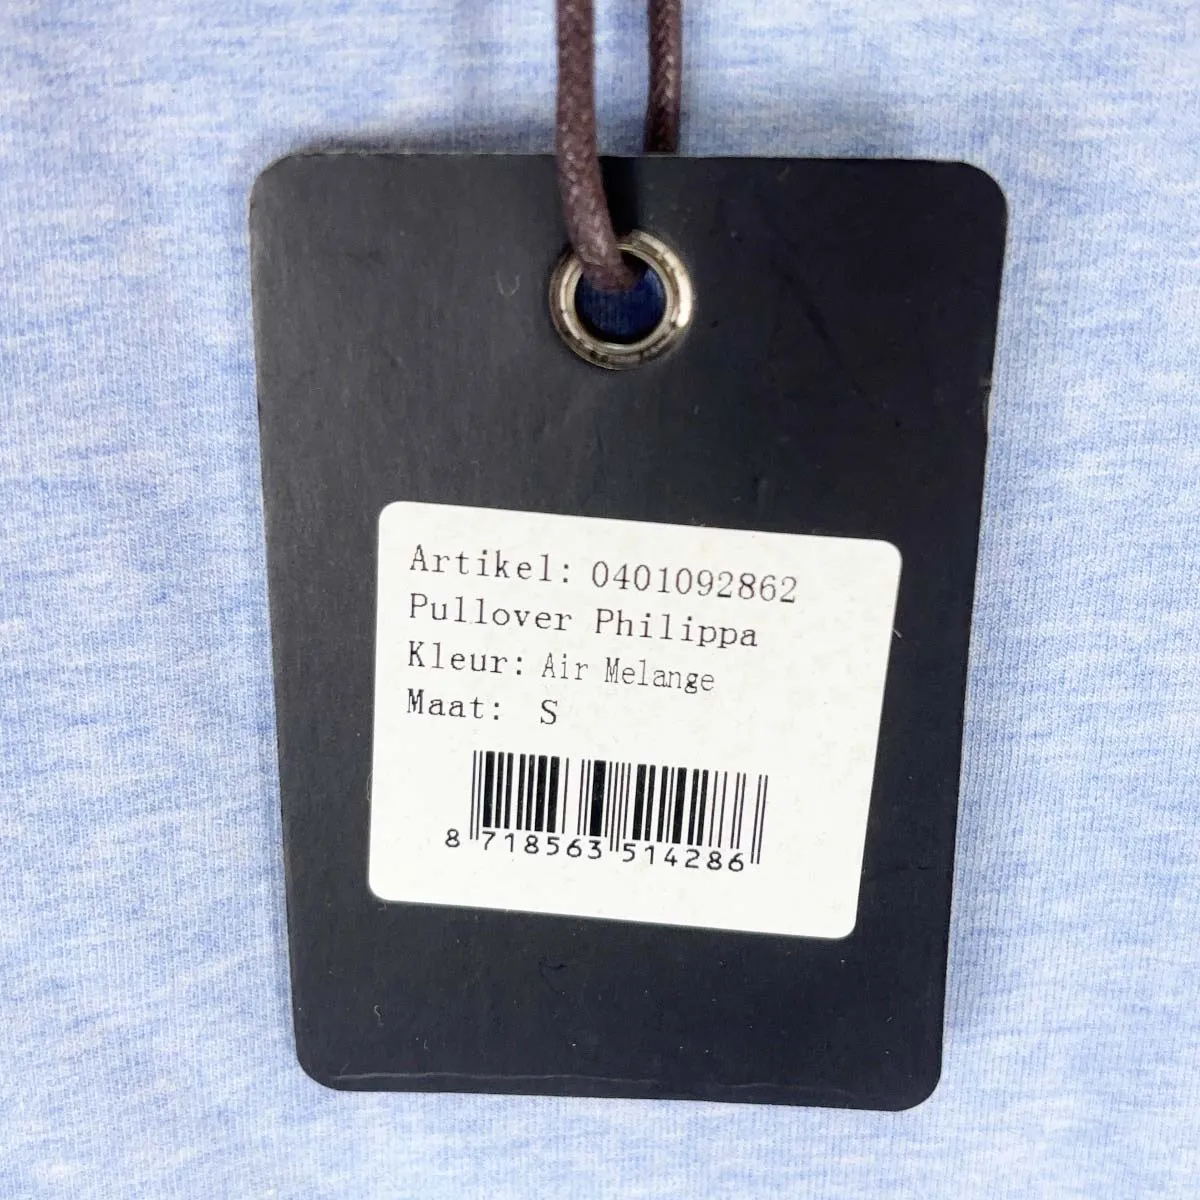 Artikel: 0401092862
Pullover Philippa
Kleur: Air Melange
Maat: S
8 718563 514286